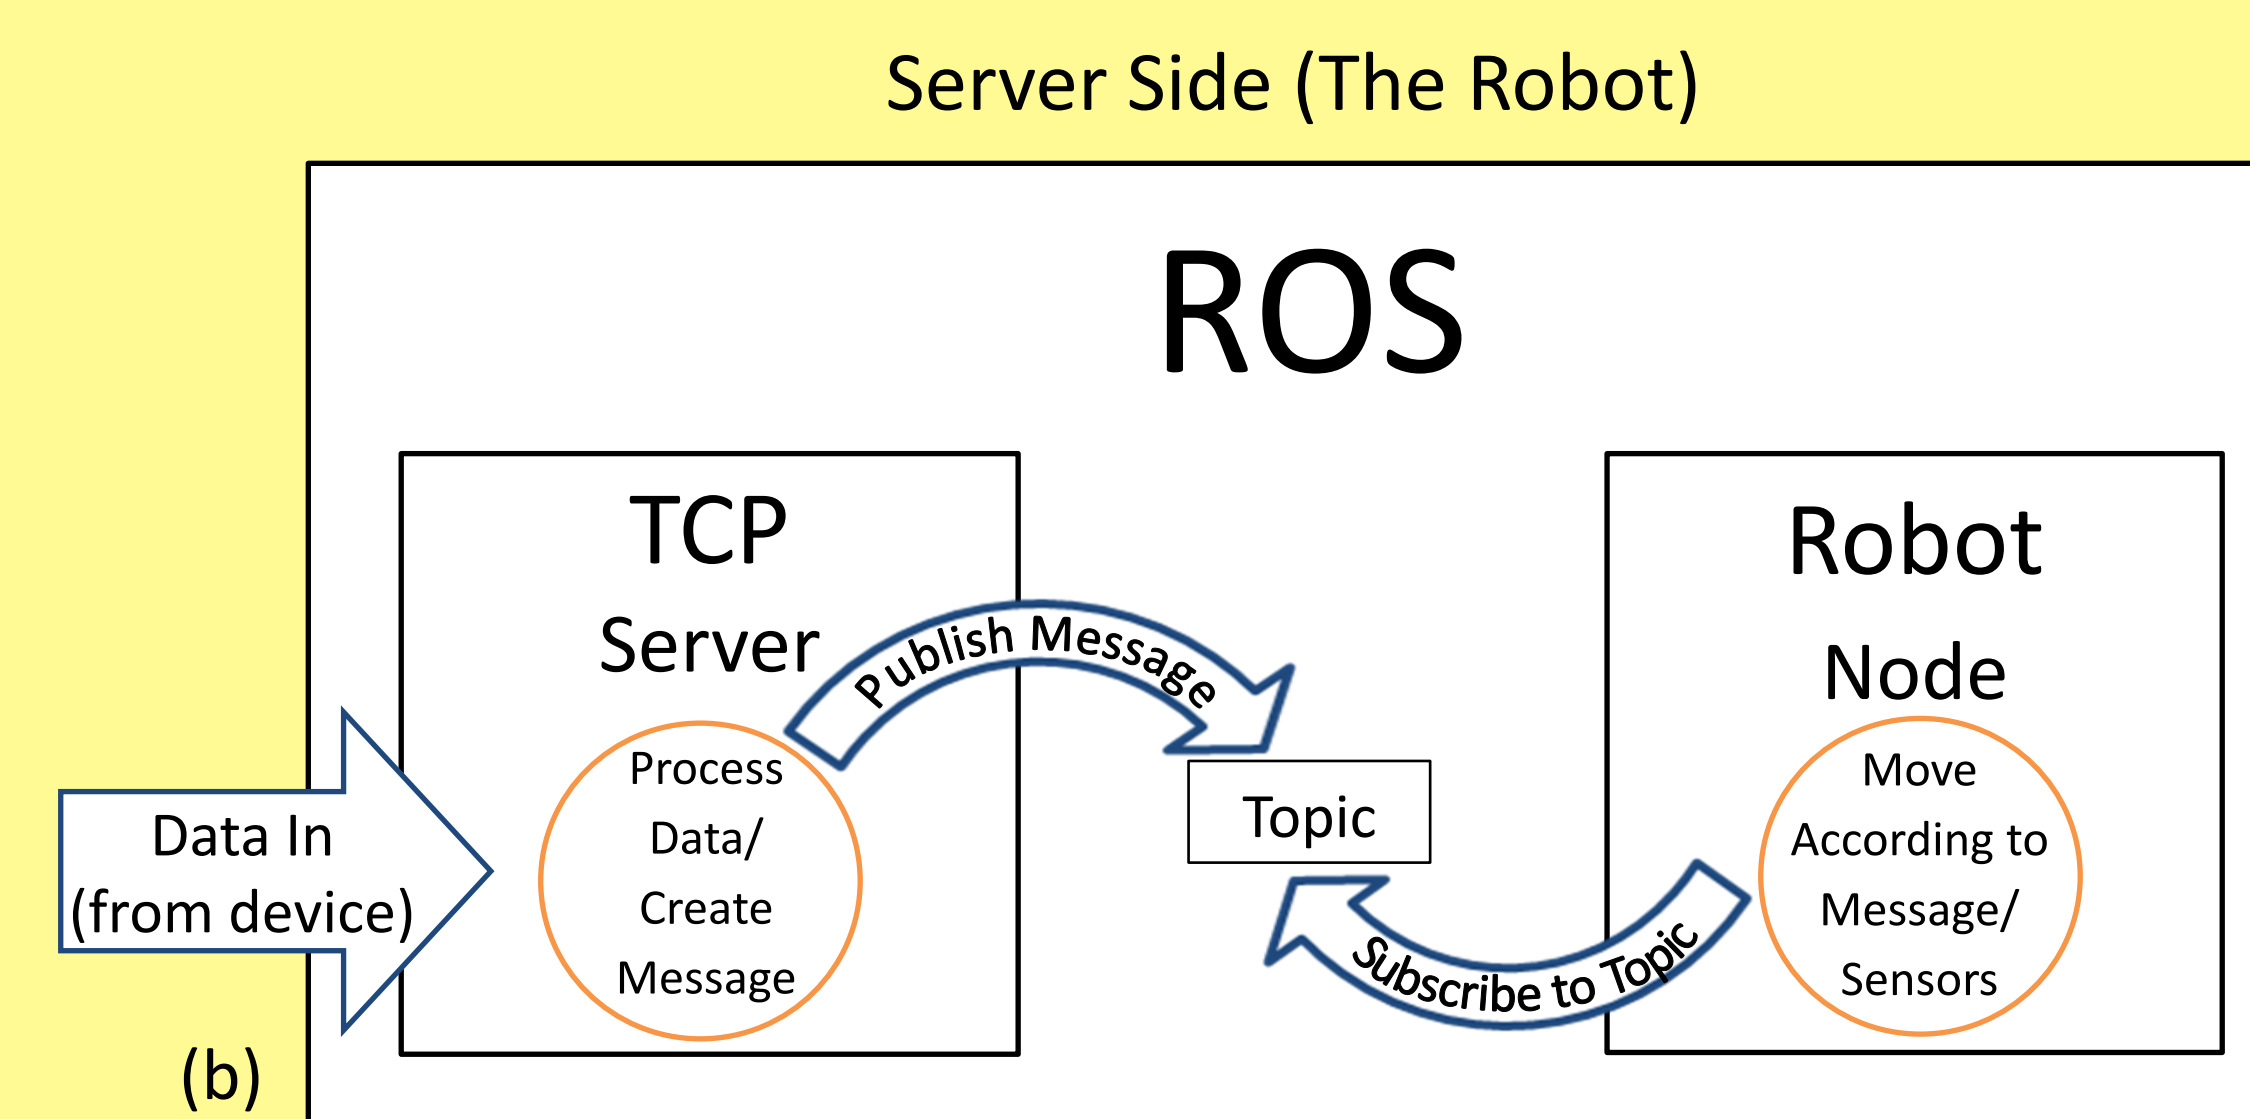 Server Side (The Robot)
ROS
TCP
Server
Process
Data/
Create
Message
Data In
(from device)
Publish Message
Topic
Subscribe to Topic
Robot
Node
Move
According to
Message/
Sensors
(b)